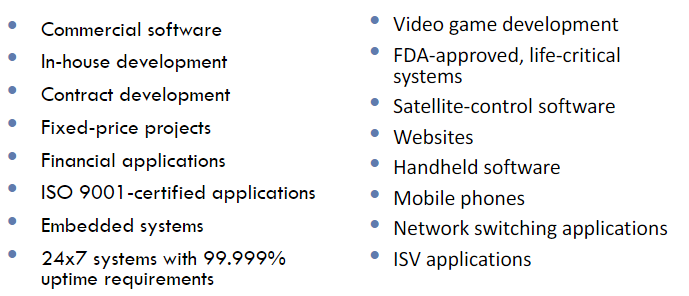 Commercial software
In-house development
Contract development
Fixed-price projects
Financial applications
ISO 9001-certified applications
Embedded systems
24x7 systems with 99.999%
uptime requirements
Video game development
FDA-approved, life-critical
systems
Satellite-control software
Websites
Handheld software
Mobile phones
Network switching applications
ISV applications